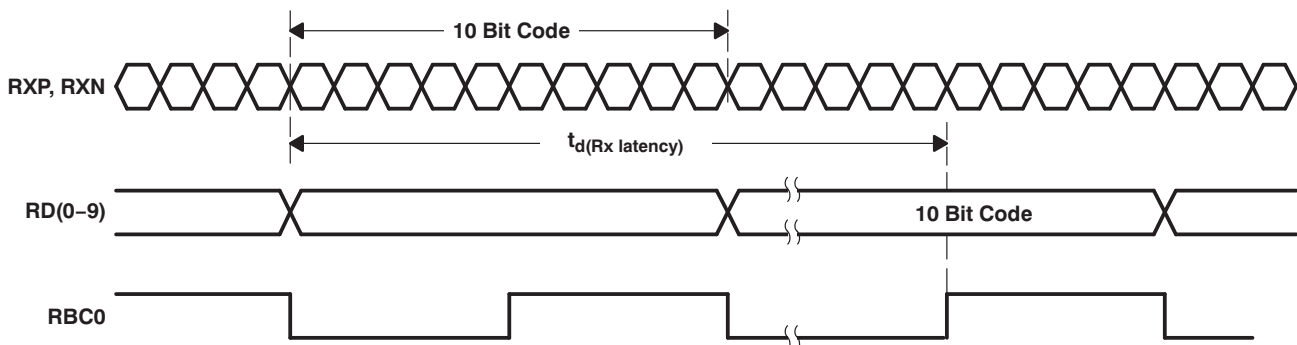 10 Bit Code
RXP, RXN
td(Rx latency)
RD(0−9)
10 Bit Code
RBC0